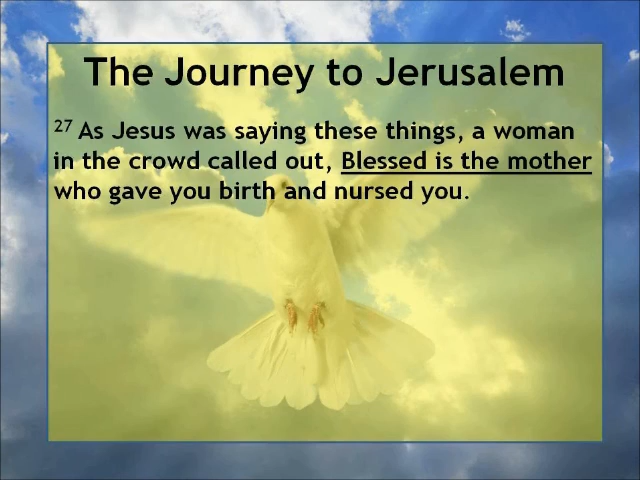 The Journey to Jerusalem
27 As Jesus was saying these things, a woman
in the crowd called out, Blessed is the mother
who gave you birth and nursed you.